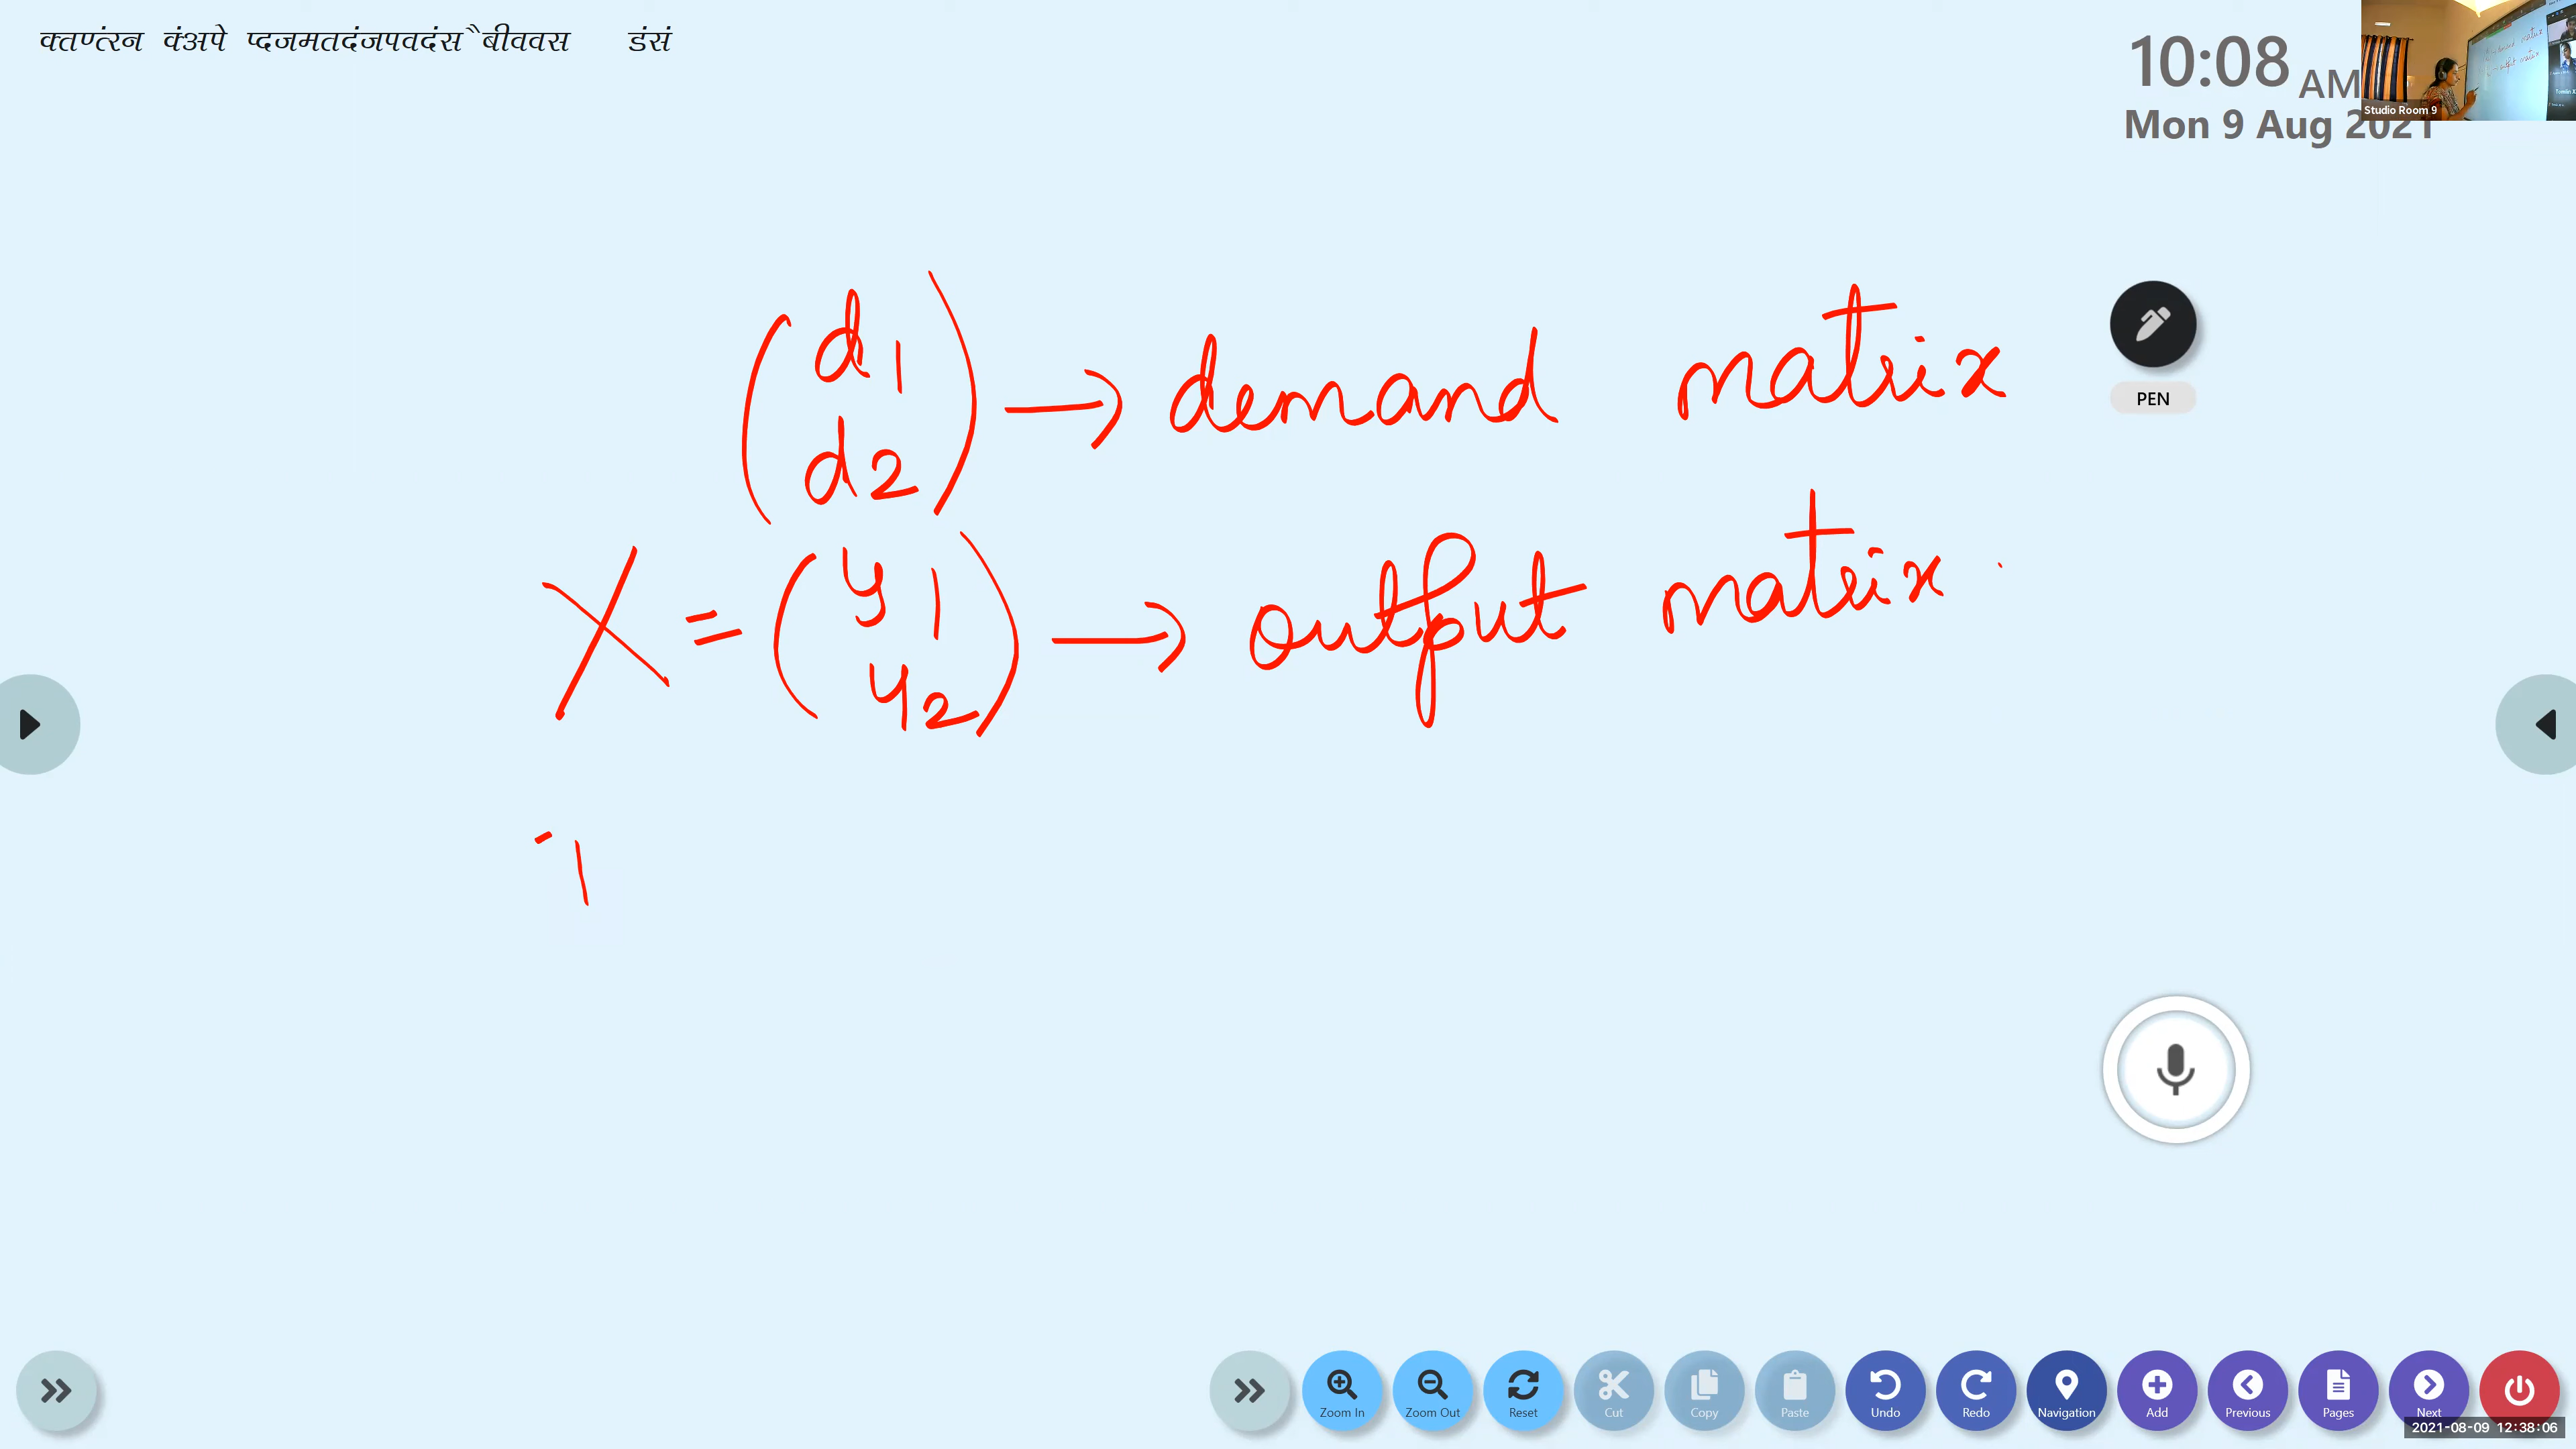 क्तण्ंरन कंअपे प्दजमतदंजपवदंस ैबीववस डंसं
10:08 AM
Studio Room 9
Mon 9 Aug 2021
d1 → demand matrix
d2
PEN
X = y1 → output matrix.
y2
Zoom In Zoom Out Reset Cut Copy Paste Undo Redo Navigation Add Previous Pages Next
2021-08-09 12:38:06